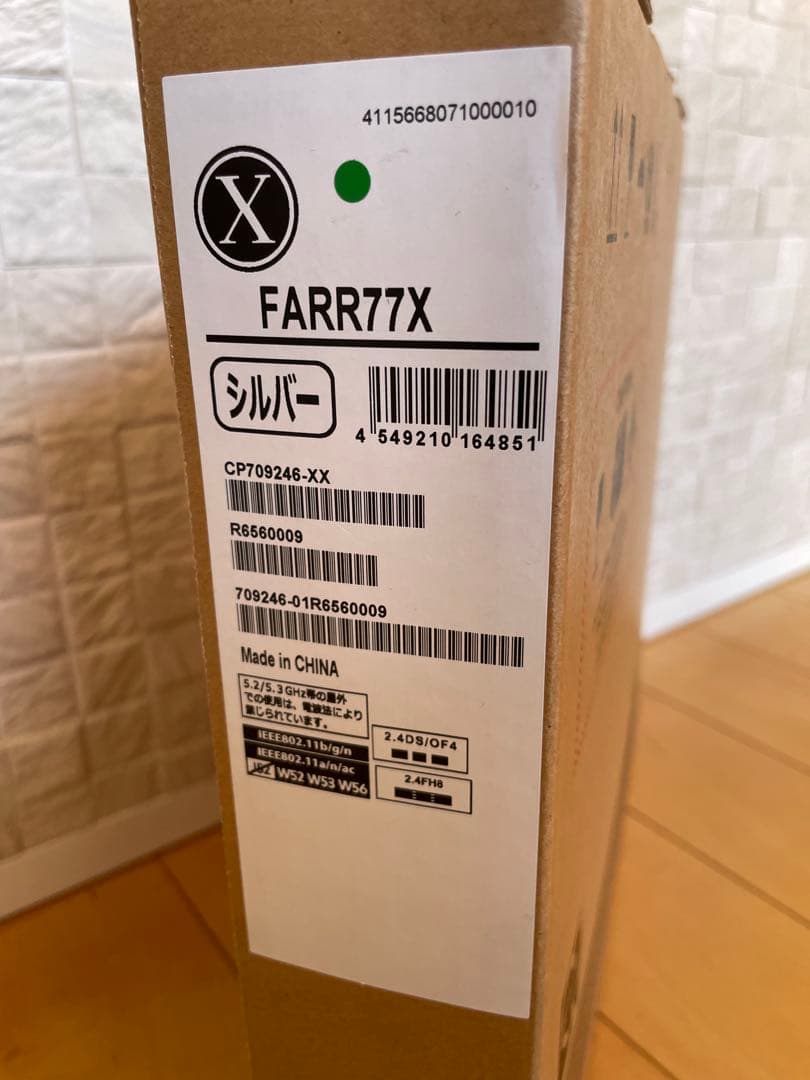 4115668071000010
X
FARR77X
シルバー
4 549210 164851
CP709246-XX
R6560009
709246-01R6560009
Made in CHINA
5.2/5.3GHz帯の屋外
での使用は、電波法により
禁じられています。
IEEE802.11b/g/n
IEEE802.11a/n/ac
J52 W52 W53 W56
2.4DS/OF4
2.4FH8